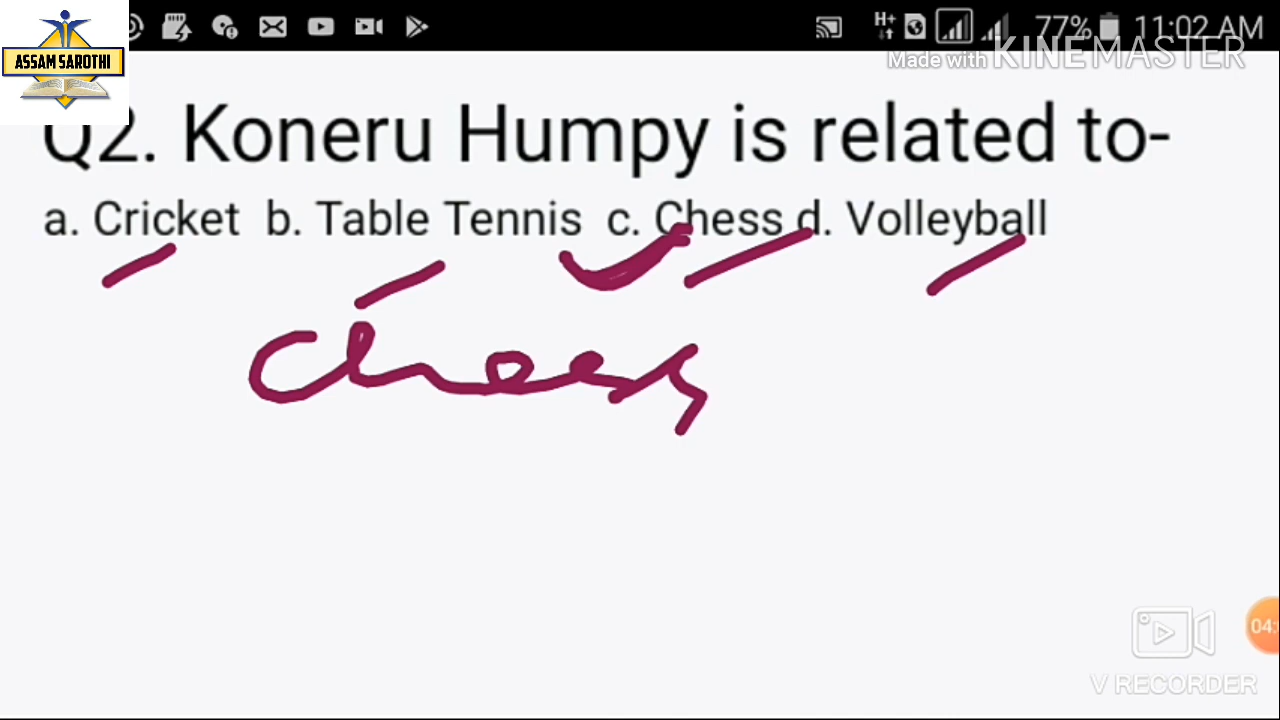 ASSAM SAROTHI
H+ 77% 11:02 AM
Made with KINEMASTER
Q2. Koneru Humpy is related to-
a. Cricket b. Table Tennis c. Chess d. Volleyball
Chess
V RECORDER